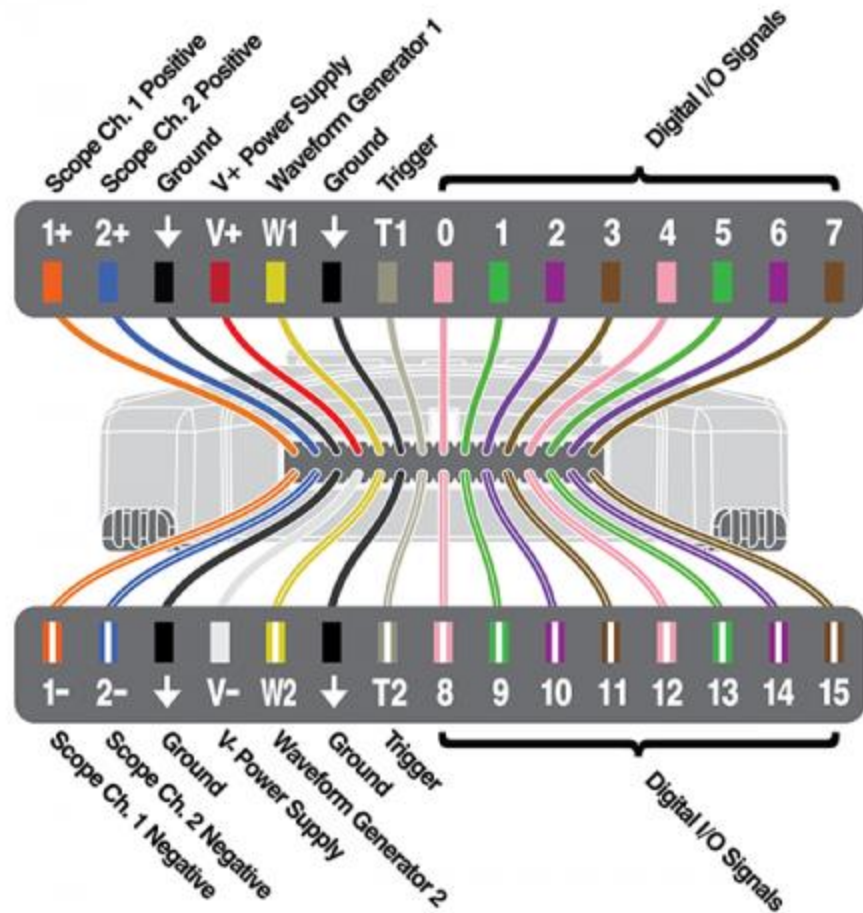 Scope Ch. 1 Positive
Scope Ch. 2 Positive
Ground
V+ Power Supply
Waveform Generator 1
Ground
Trigger
Digital I/O Signals
1+ 2+ ↓ V+ W1 ↓ T1 0 1 2 3 4 5 6 7
1- 2- ↓ V- W2 ↓ T2 8 9 10 11 12 13 14 15
Scope Ch. 1 Negative
Scope Ch. 2 Negative
Ground
V- Power Supply
Waveform Generator 2
Ground
Trigger
Digital I/O Signals